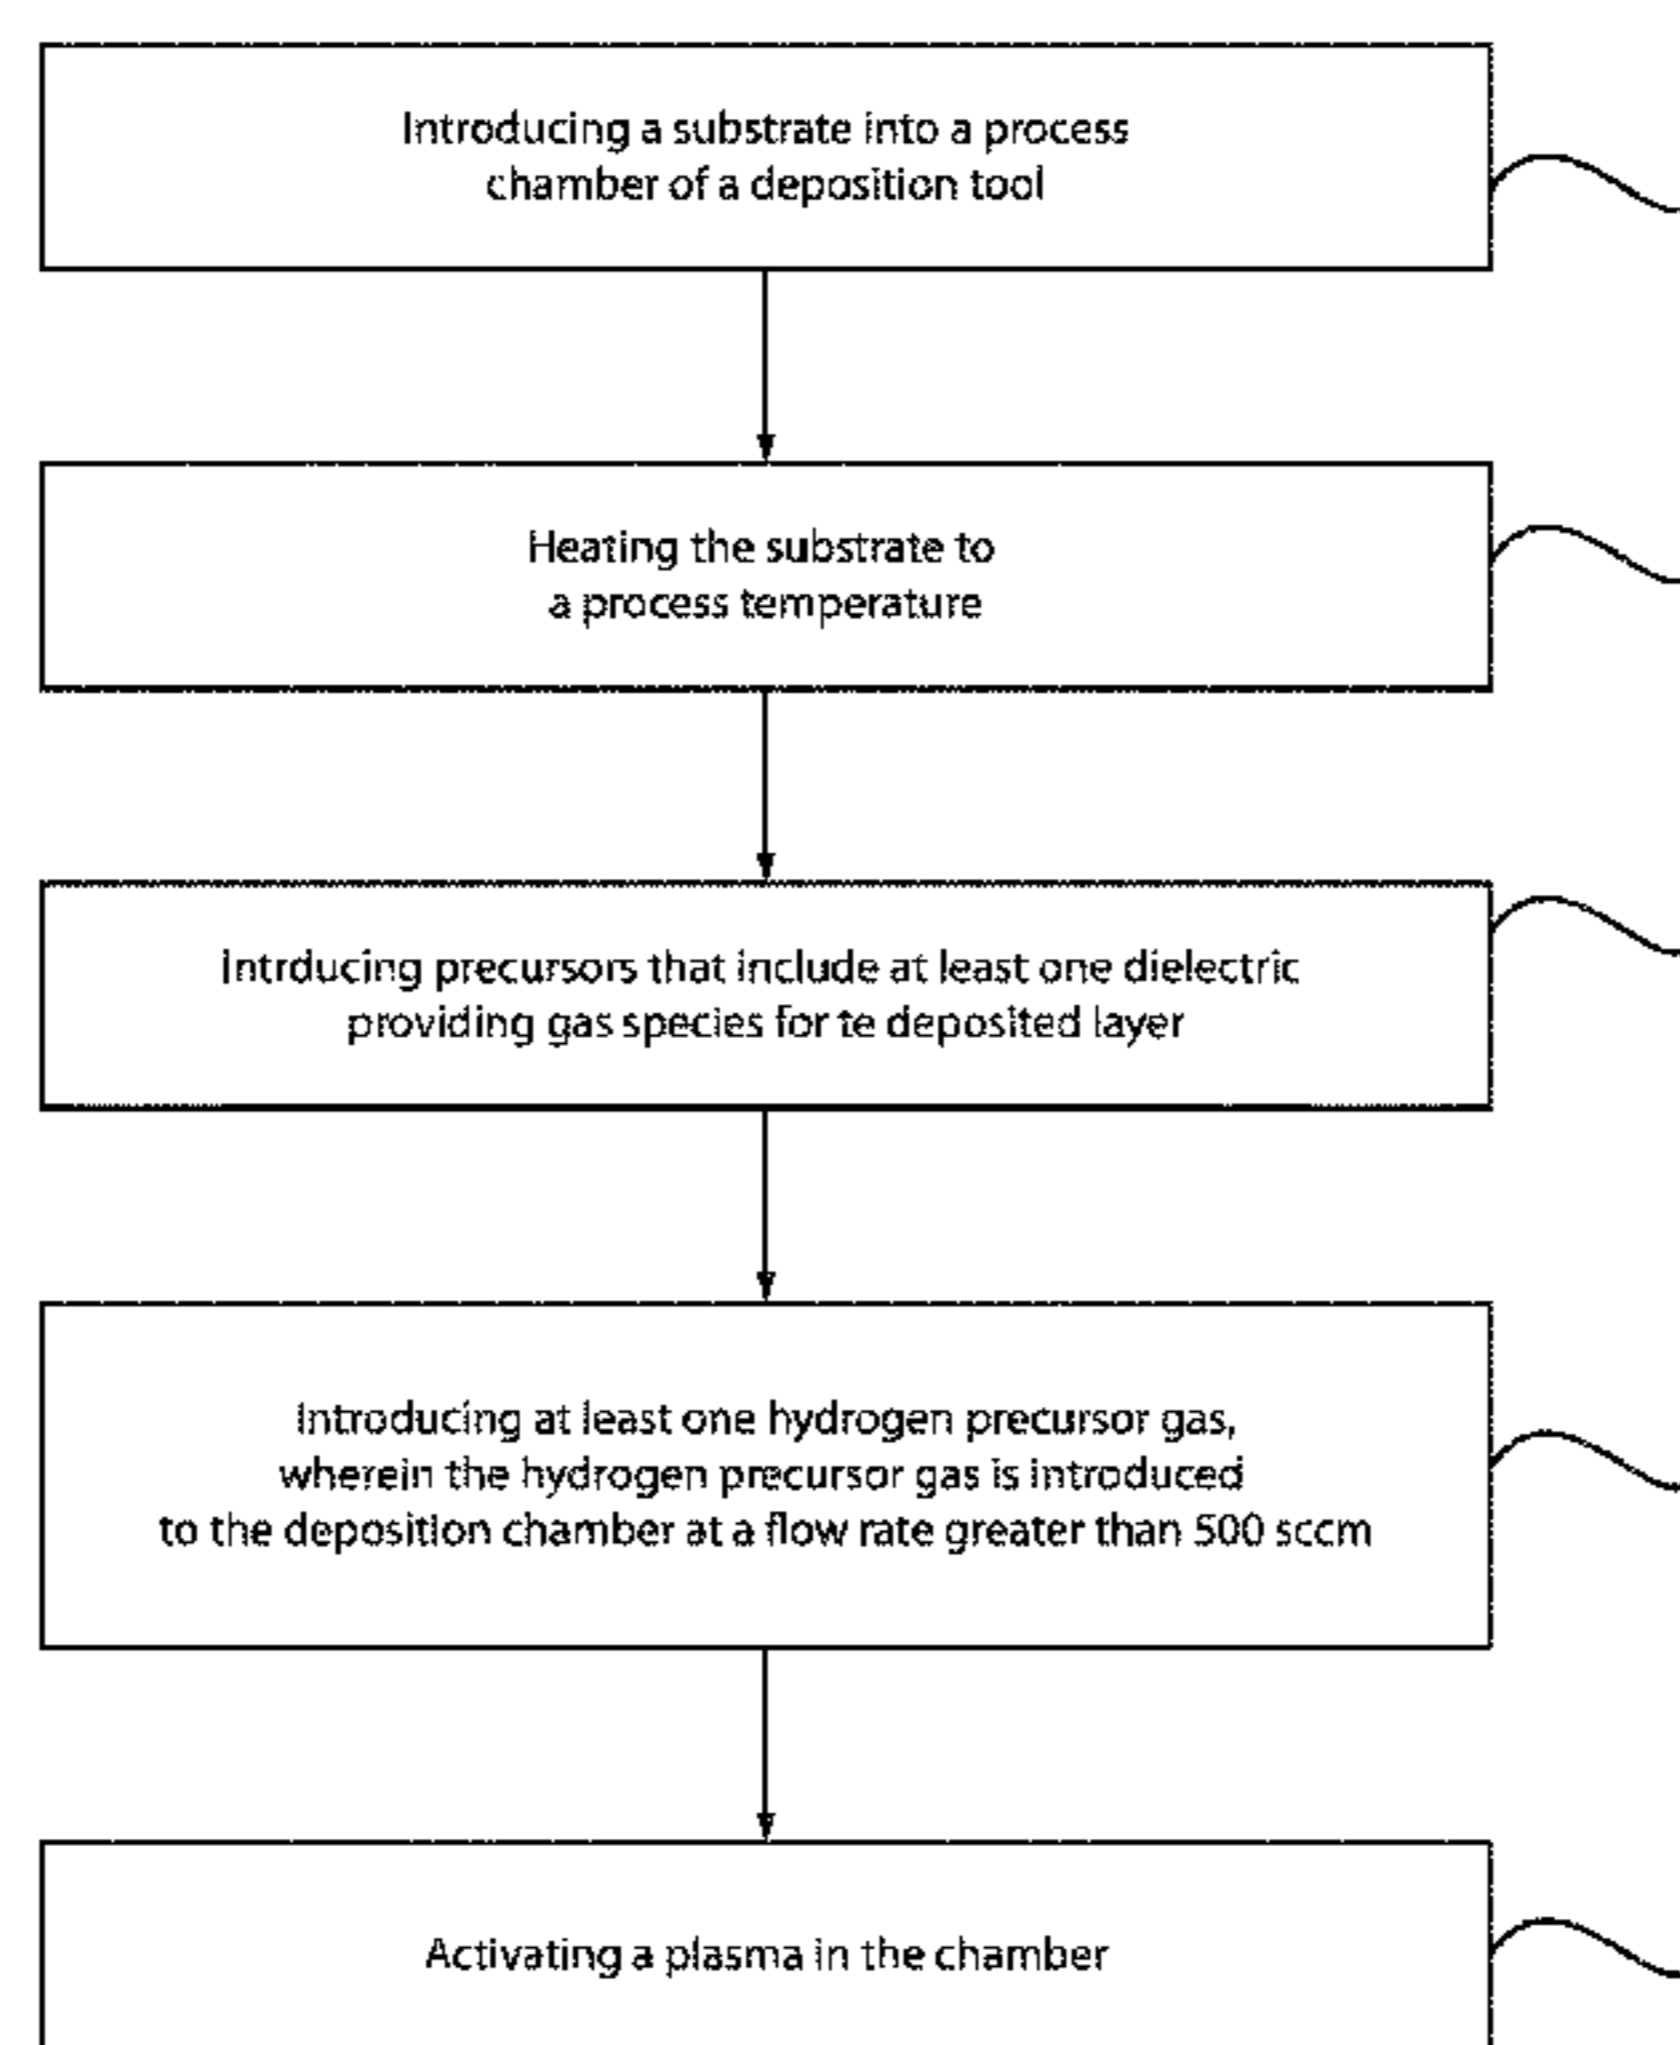 Introducing a substrate into a process
chamber of a deposition tool
Heating the substrate to
a process temperature
Intrducing precursors that include at least one dielectric
providing gas species for te deposited layer
Introducing at least one hydrogen precursor gas,
wherein the hydrogen precursor gas is introduced
to the deposition chamber at a flow rate greater than 500 sccm
Activating a plasma in the chamber